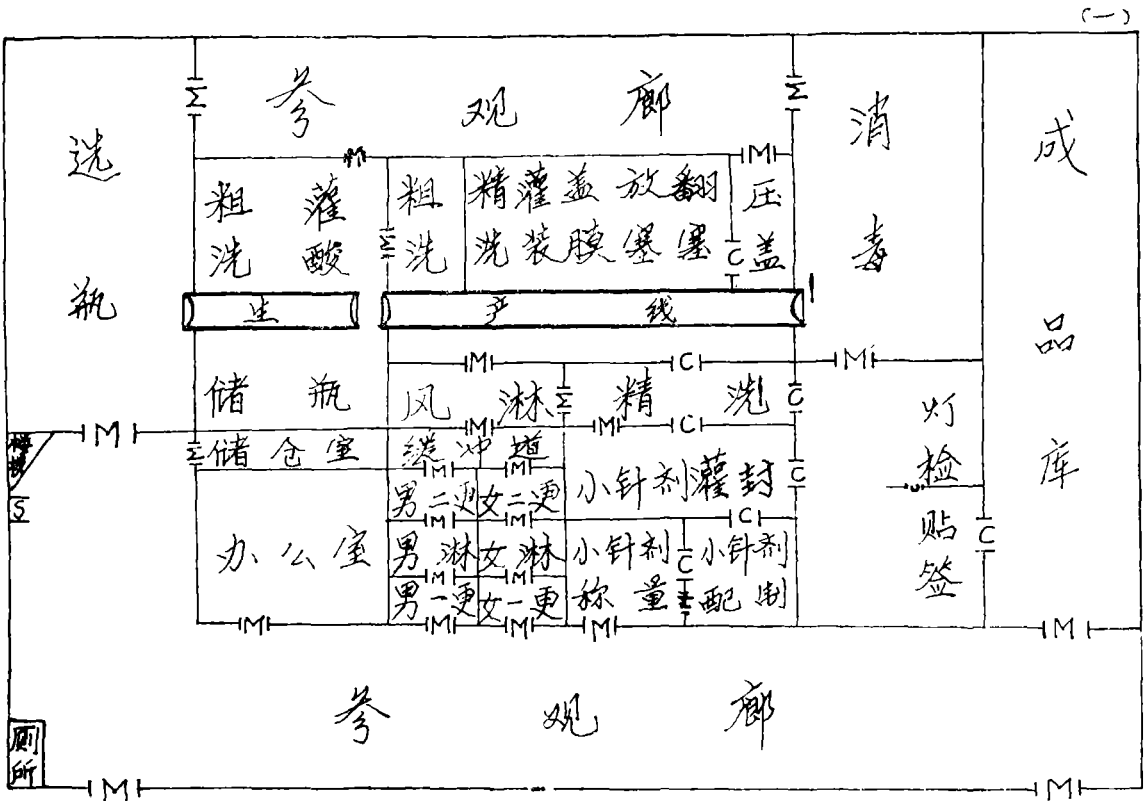 (一)
参观廊
选瓶
消毒
成品库
粗洗 灌酸
粗洗
精洗 灌装 盖膜 放塞 翻塞
压盖
生产线
储瓶
风淋
精洗
储仓室
缓冲道
灯检
男二更
女二更
小针剂灌封
办公室
男淋
女淋
小针剂称量
小针剂配制
贴签
男一更
女一更
参观廊
厕所
M
C
S